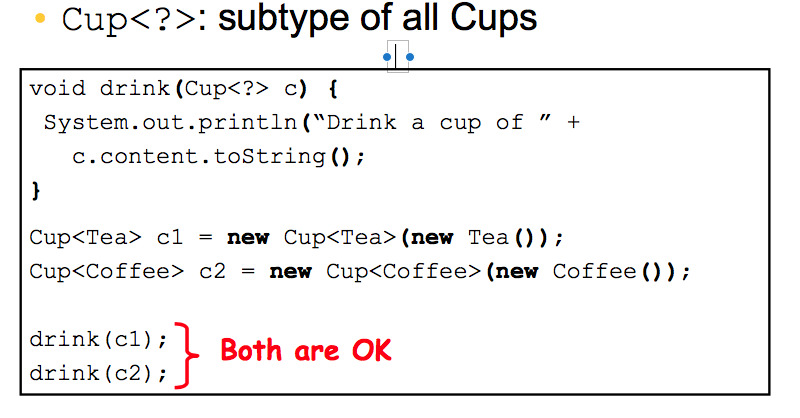 • Cup<?>: subtype of all Cups
void drink(Cup<?> c) {
System.out.println(“Drink a cup of ” +
c.content.toString();
}
Cup<Tea> c1 = new Cup<Tea>(new Tea());
Cup<Coffee> c2 = new Cup<Coffee>(new Coffee());
drink(c1);
drink(c2);
Both are OK